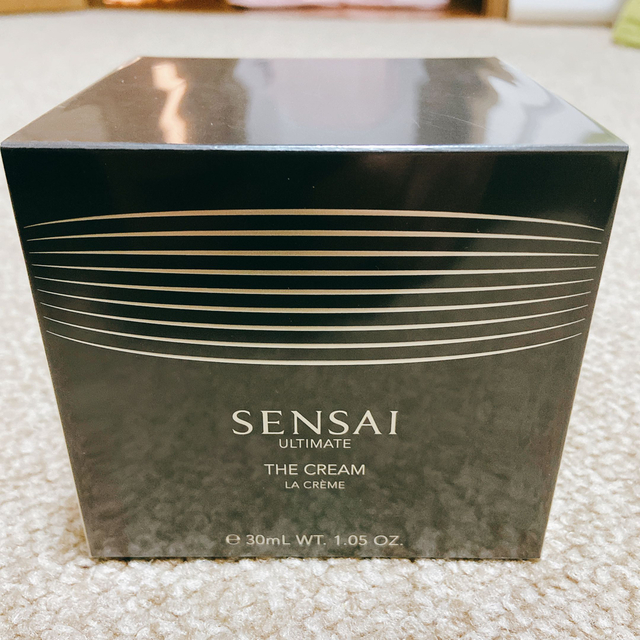 SENSAI
ULTIMATE
THE CREAM
LA CRÈME
℮ 30mL WT. 1.05 OZ.